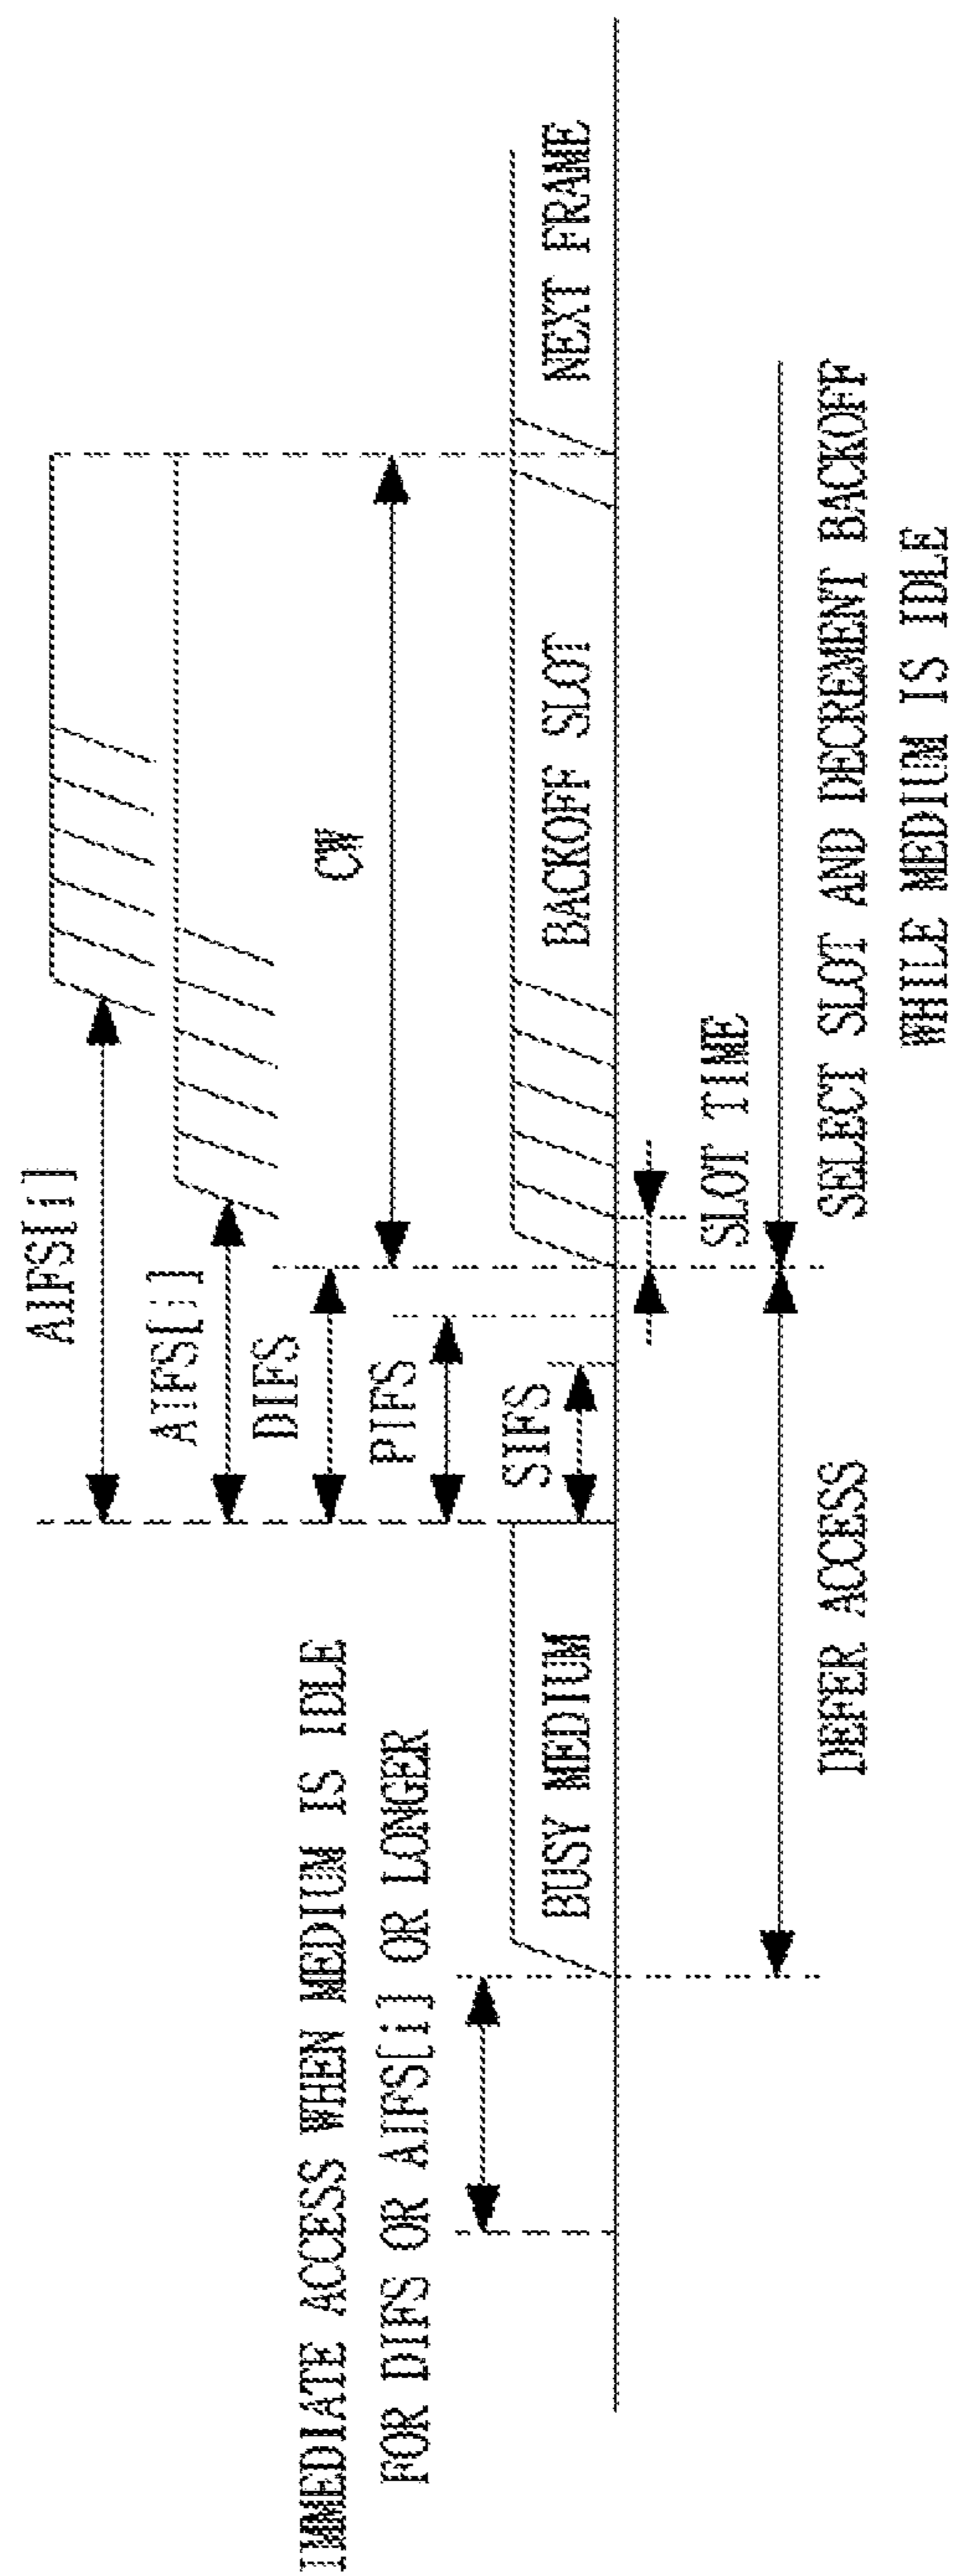 AIFS[i]
AIFS[j]
DIFS
PIFS
SIFS
CW
IMMEDIATE ACCESS WHEN MEDIUM IS IDLE
FOR DIFS OR AIFS[i] OR LONGER
BUSY MEDIUM
BACKOFF SLOT
NEXT FRAME
SLOT TIME
DEFER ACCESS
SELECT SLOT AND DECREMENT BACKOFF
WHILE MEDIUM IS IDLE